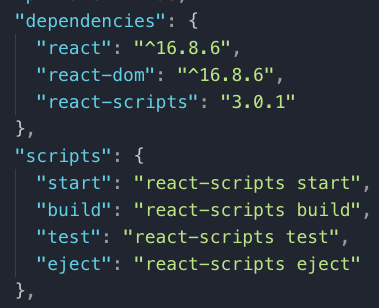 "dependencies": {
"react": "^16.8.6",
"react-dom": "^16.8.6",
"react-scripts": "3.0.1"
},
"scripts": {
"start": "react-scripts start",
"build": "react-scripts build",
"test": "react-scripts test",
"eject": "react-scripts eject"
},